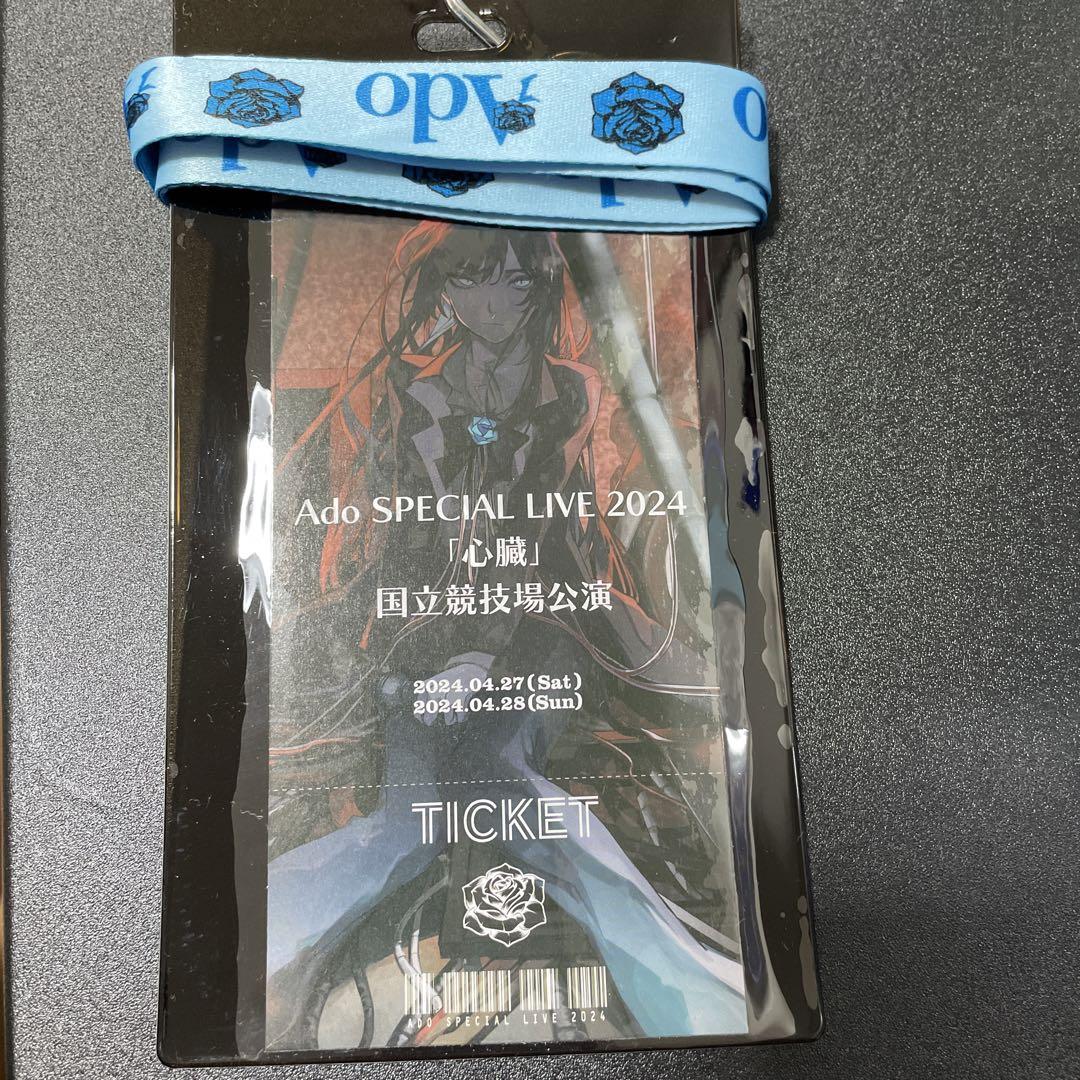 Ado
Ado SPECIAL LIVE 2024
「心臓」
国立競技場公演
2024.04.27(Sat)
2024.04.28(Sun)
TICKET
ADO SPECIAL LIVE 2024